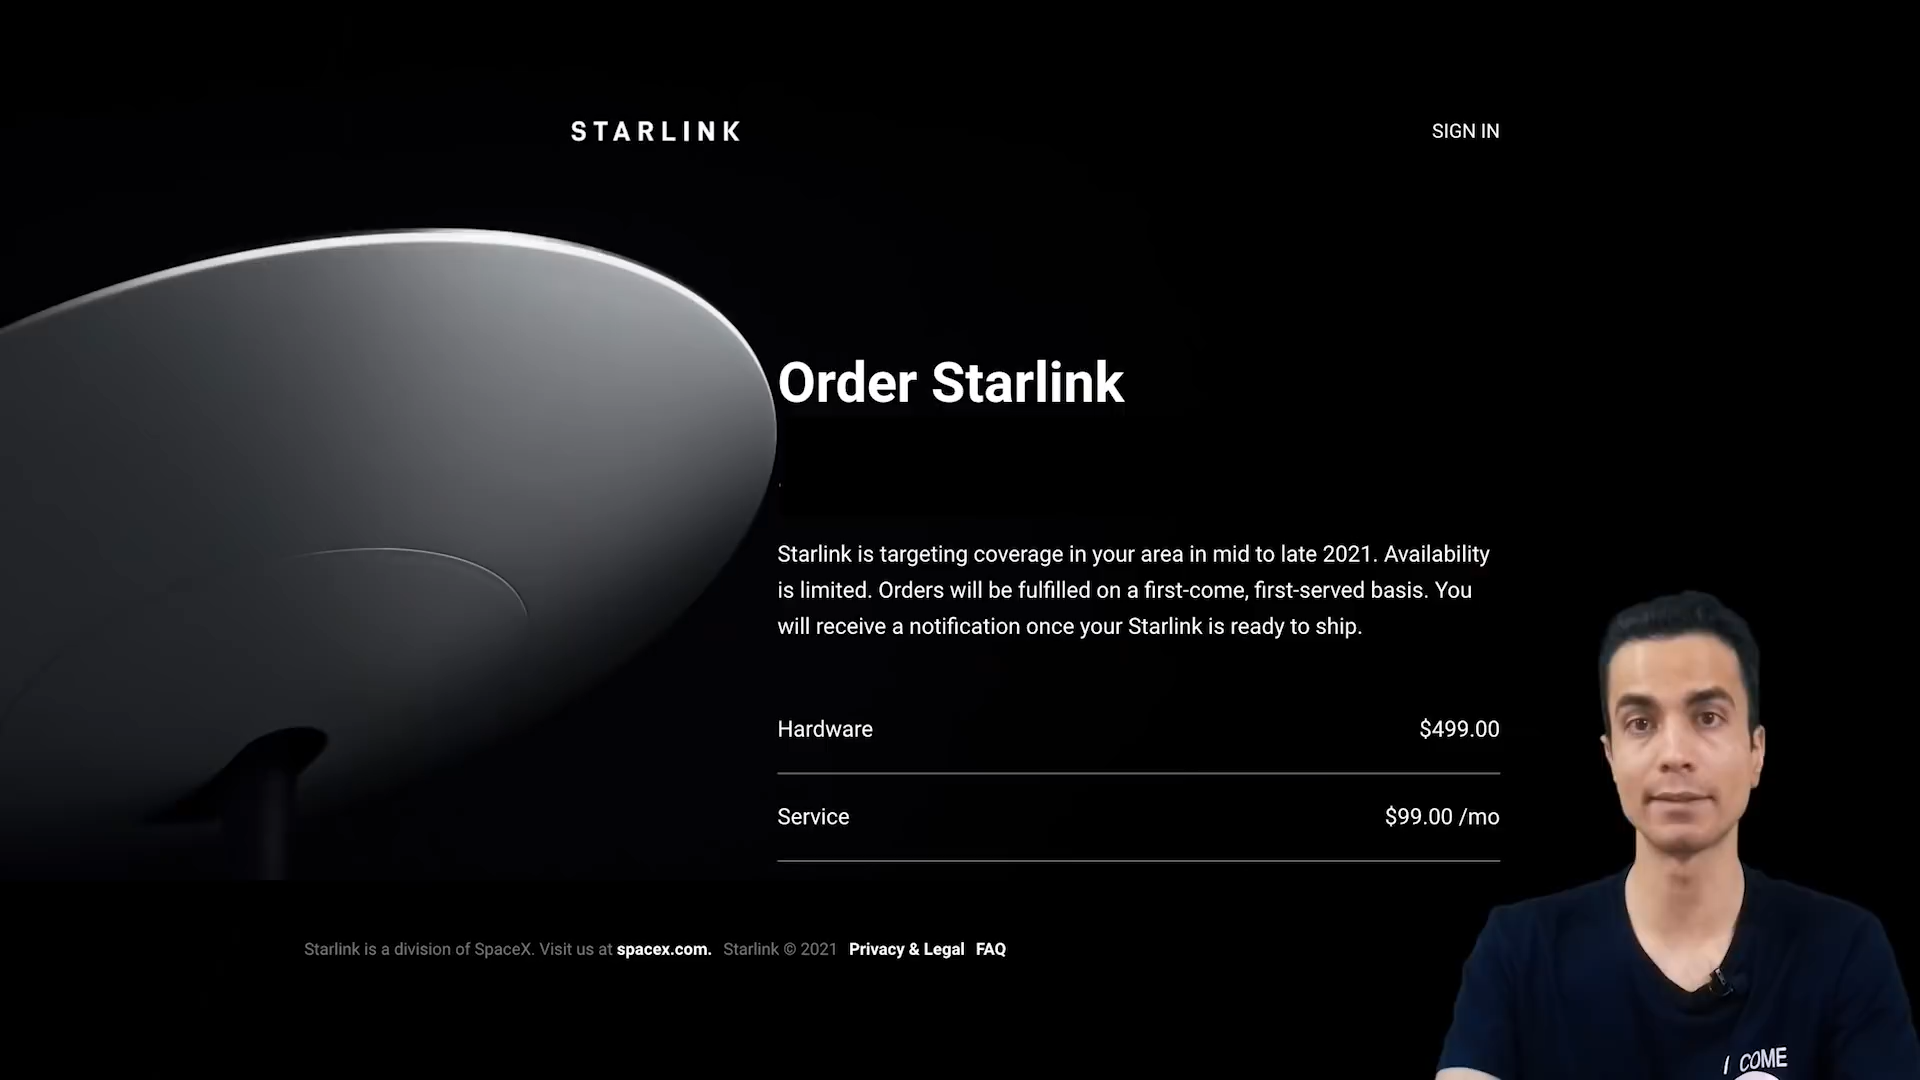 STARLINK
SIGN IN
Order Starlink
Starlink is targeting coverage in your area in mid to late 2021. Availability
is limited. Orders will be fulfilled on a first-come, first-served basis. You
will receive a notification once your Starlink is ready to ship.
Hardware $499.00
Service $99.00 /mo
Starlink is a division of SpaceX. Visit us at spacex.com. Starlink © 2021 Privacy & Legal FAQ
I COME